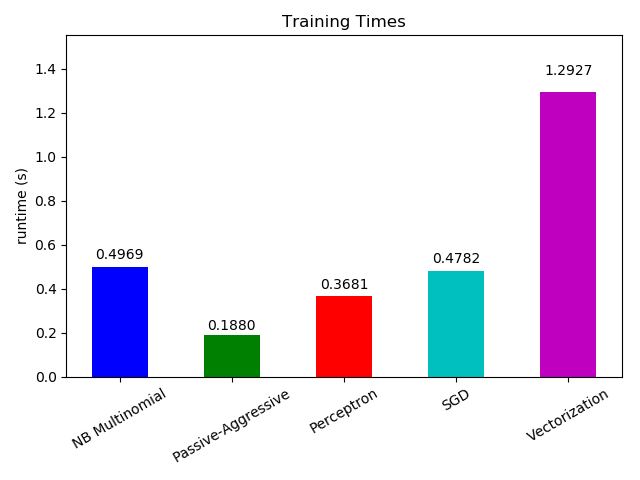 Training Times
runtime (s)
1.4
1.2
1.0
0.8
0.6
0.4
0.2
0.0
0.4969
0.1880
0.3681
0.4782
1.2927
NB Multinomial
Passive-Aggressive
Perceptron
SGD
Vectorization